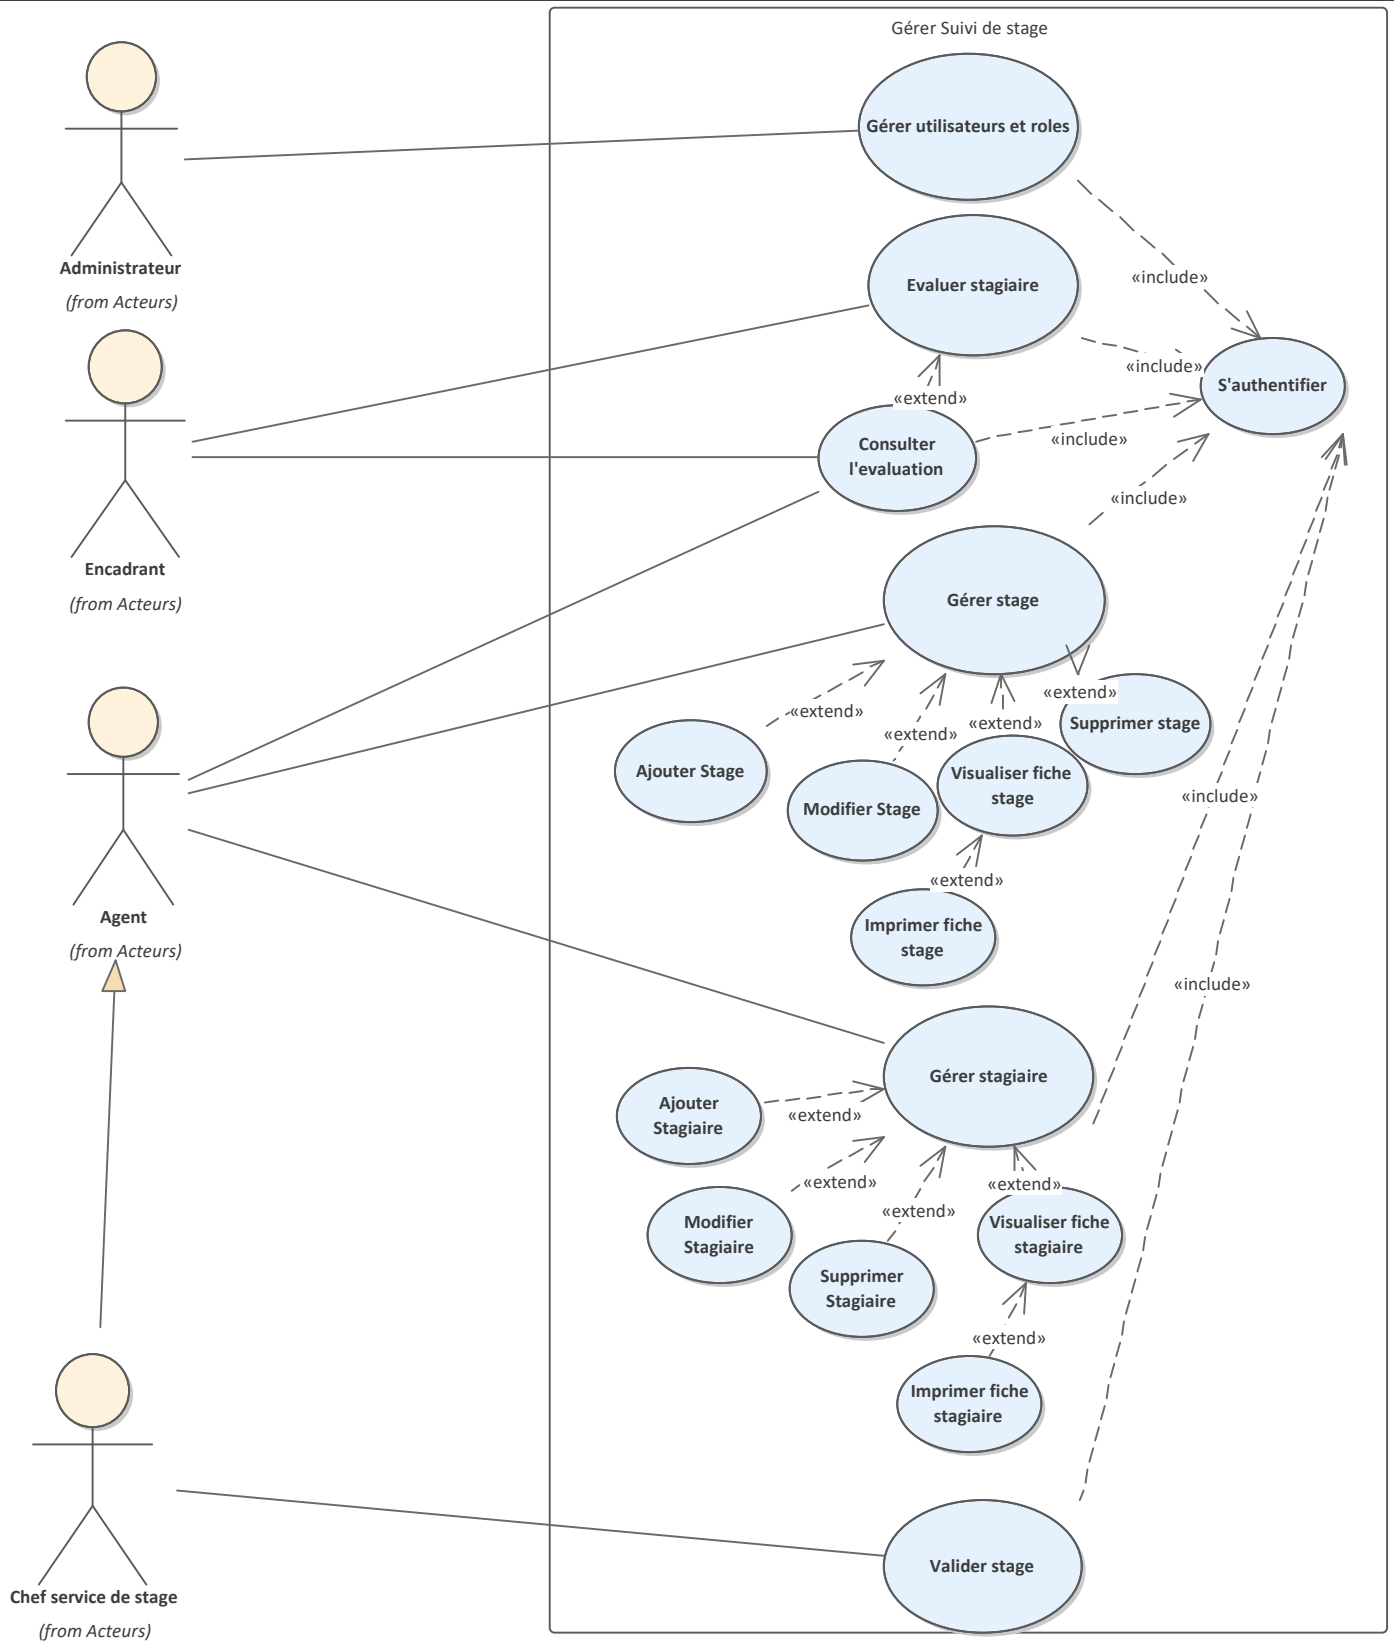 Gérer Suivi de stage
Gérer utilisateurs et roles
Administrateur
(from Acteurs)
«include»
Evaluer stagiaire
«include»
S'authentifier
«extend»
Consulter
l'evaluation
«include»
Encadrant
(from Acteurs)
«include»
Gérer stage
«extend»
«extend»
«extend»
«extend»
Supprimer stage
Ajouter Stage
Modifier Stage
Visualiser fiche
stage
«include»
«extend»
Imprimer fiche
stage
Agent
(from Acteurs)
«include»
Gérer stagiaire
Ajouter
Stagiaire
«extend»
«extend»
«extend»
«extend»
Modifier
Stagiaire
Supprimer
Stagiaire
Visualiser fiche
stagiaire
«extend»
Imprimer fiche
stagiaire
Valider stage
Chef service de stage
(from Acteurs)